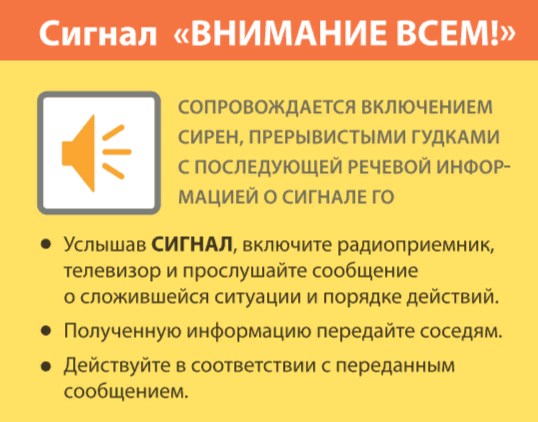 Сигнал «ВНИМАНИЕ ВСЕМ!»
СОПРОВОЖДАЕТСЯ ВКЛЮЧЕНИЕМ
СИРЕН, ПРЕРЫВИСТЫМИ ГУДКАМИ
С ПОСЛЕДУЮЩЕЙ РЕЧЕВОЙ ИНФОР-
МАЦИЕЙ О СИГНАЛЕ ГО
• Услышав СИГНАЛ, включите радиоприемник,
телевизор и прослушайте сообщение
о сложившейся ситуации и порядке действий.
• Полученную информацию передайте соседям.
• Действуйте в соответствии с переданным
сообщением.